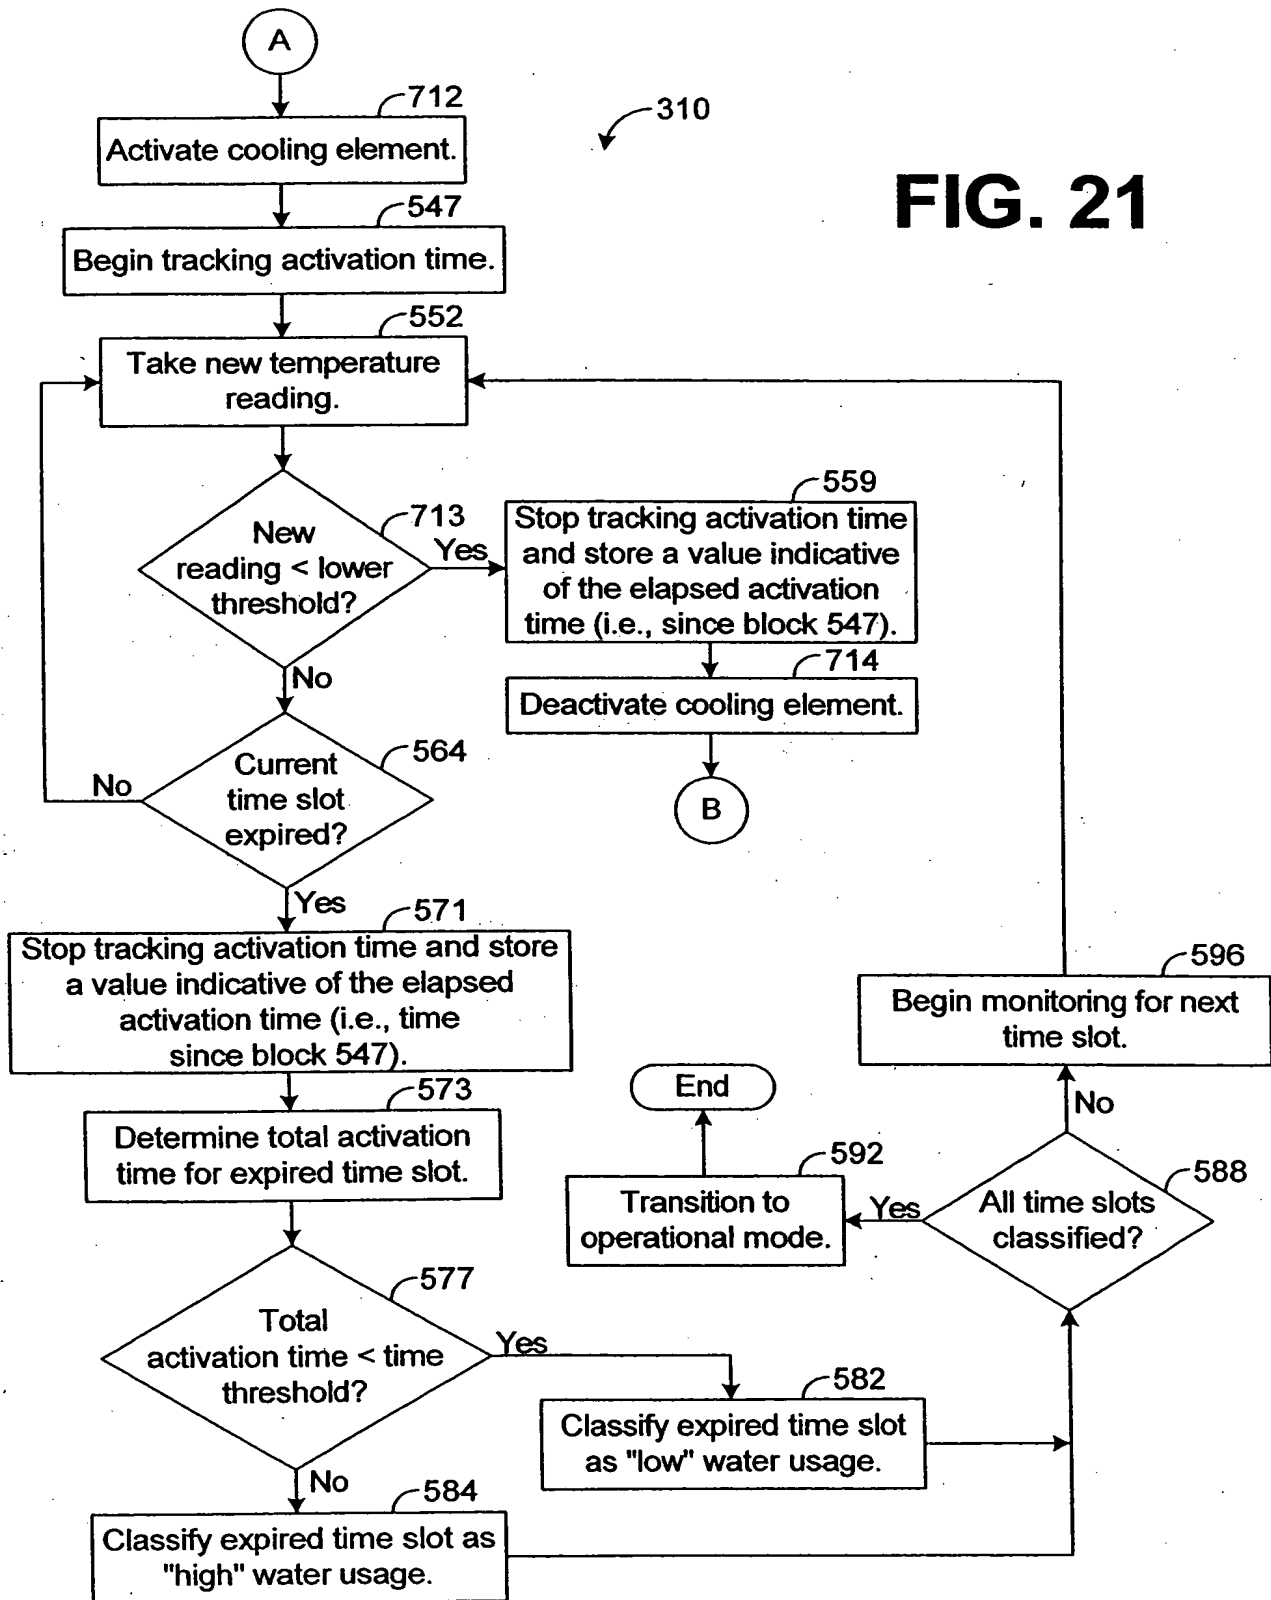 A
712
310
Activate cooling element.
FIG. 21
547
Begin tracking activation time.
552
Take new temperature
reading.
713
New
reading < lower
threshold?
Yes
559
Stop tracking activation time
and store a value indicative
of the elapsed activation
time (i.e., since block 547).
No
714
Deactivate cooling element.
564
Current
time slot
expired?
No
B
Yes
571
Stop tracking activation time and store
a value indicative of the elapsed
activation time (i.e., time
since block 547).
596
Begin monitoring for next
time slot.
573
Determine total activation
time for expired time slot.
End
No
592
Transition to
operational mode.
588
All time slots
classified?
Yes
577
Total
activation time < time
threshold?
Yes
582
Classify expired time slot
as "low" water usage.
No
584
Classify expired time slot as
"high" water usage.